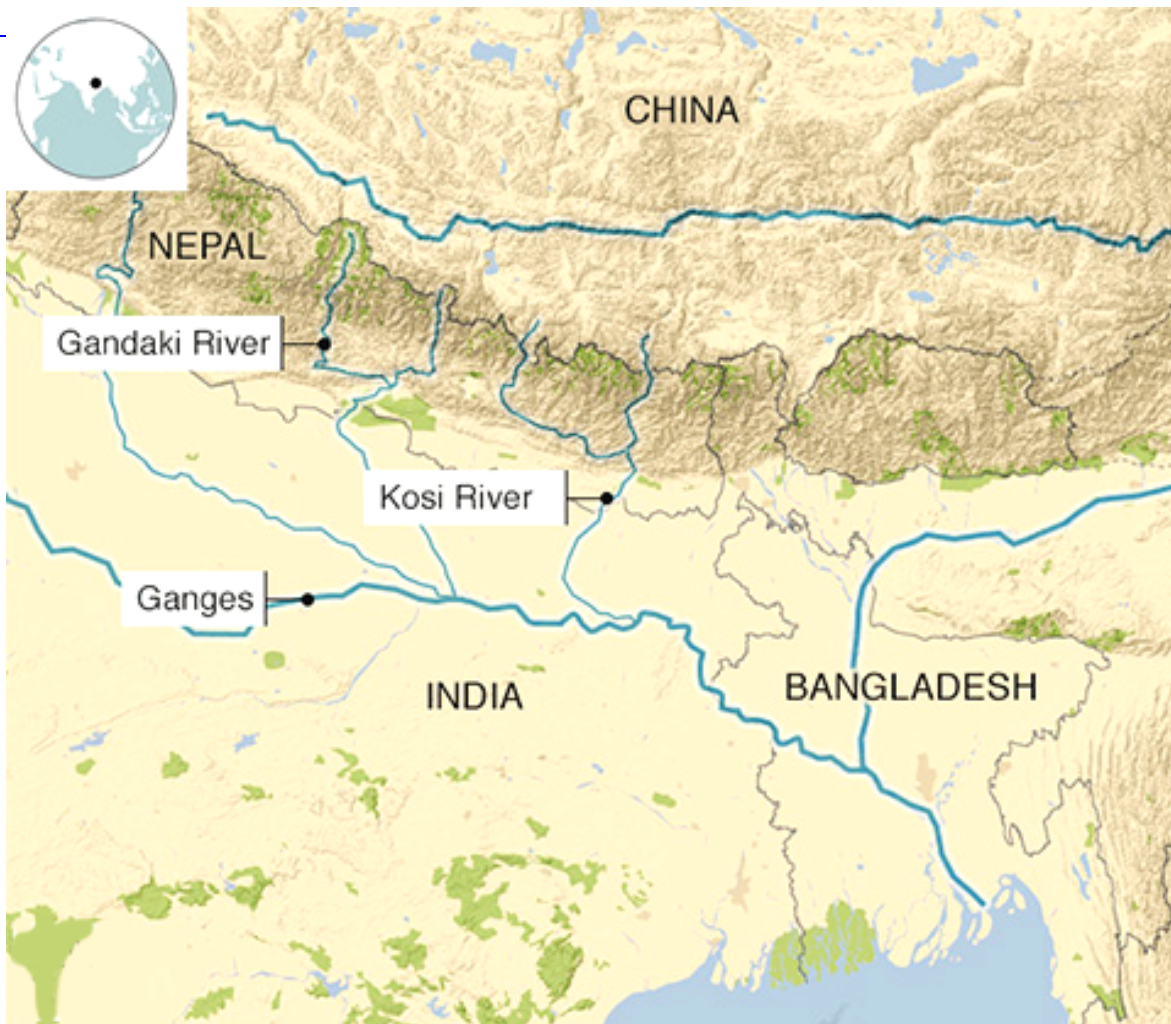 CHINA
NEPAL
Gandaki River
Kosi River
Ganges
INDIA
BANGLADESH